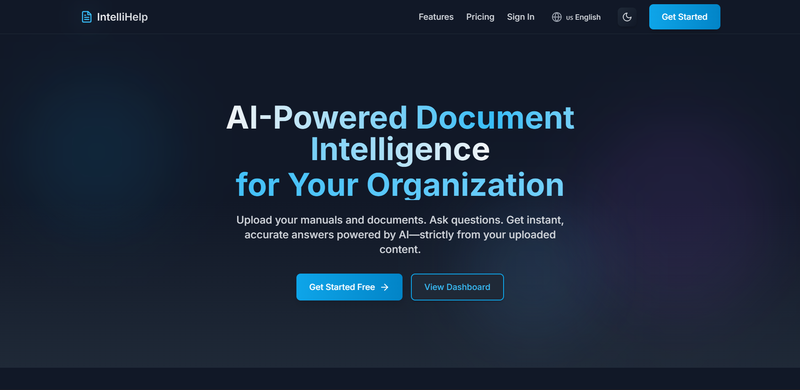 IntelliHelp
Features Pricing Sign In us English Get Started
AI-Powered Document
Intelligence
for Your Organization
Upload your manuals and documents. Ask questions. Get instant,
accurate answers powered by AI—strictly from your uploaded
content.
Get Started Free View Dashboard